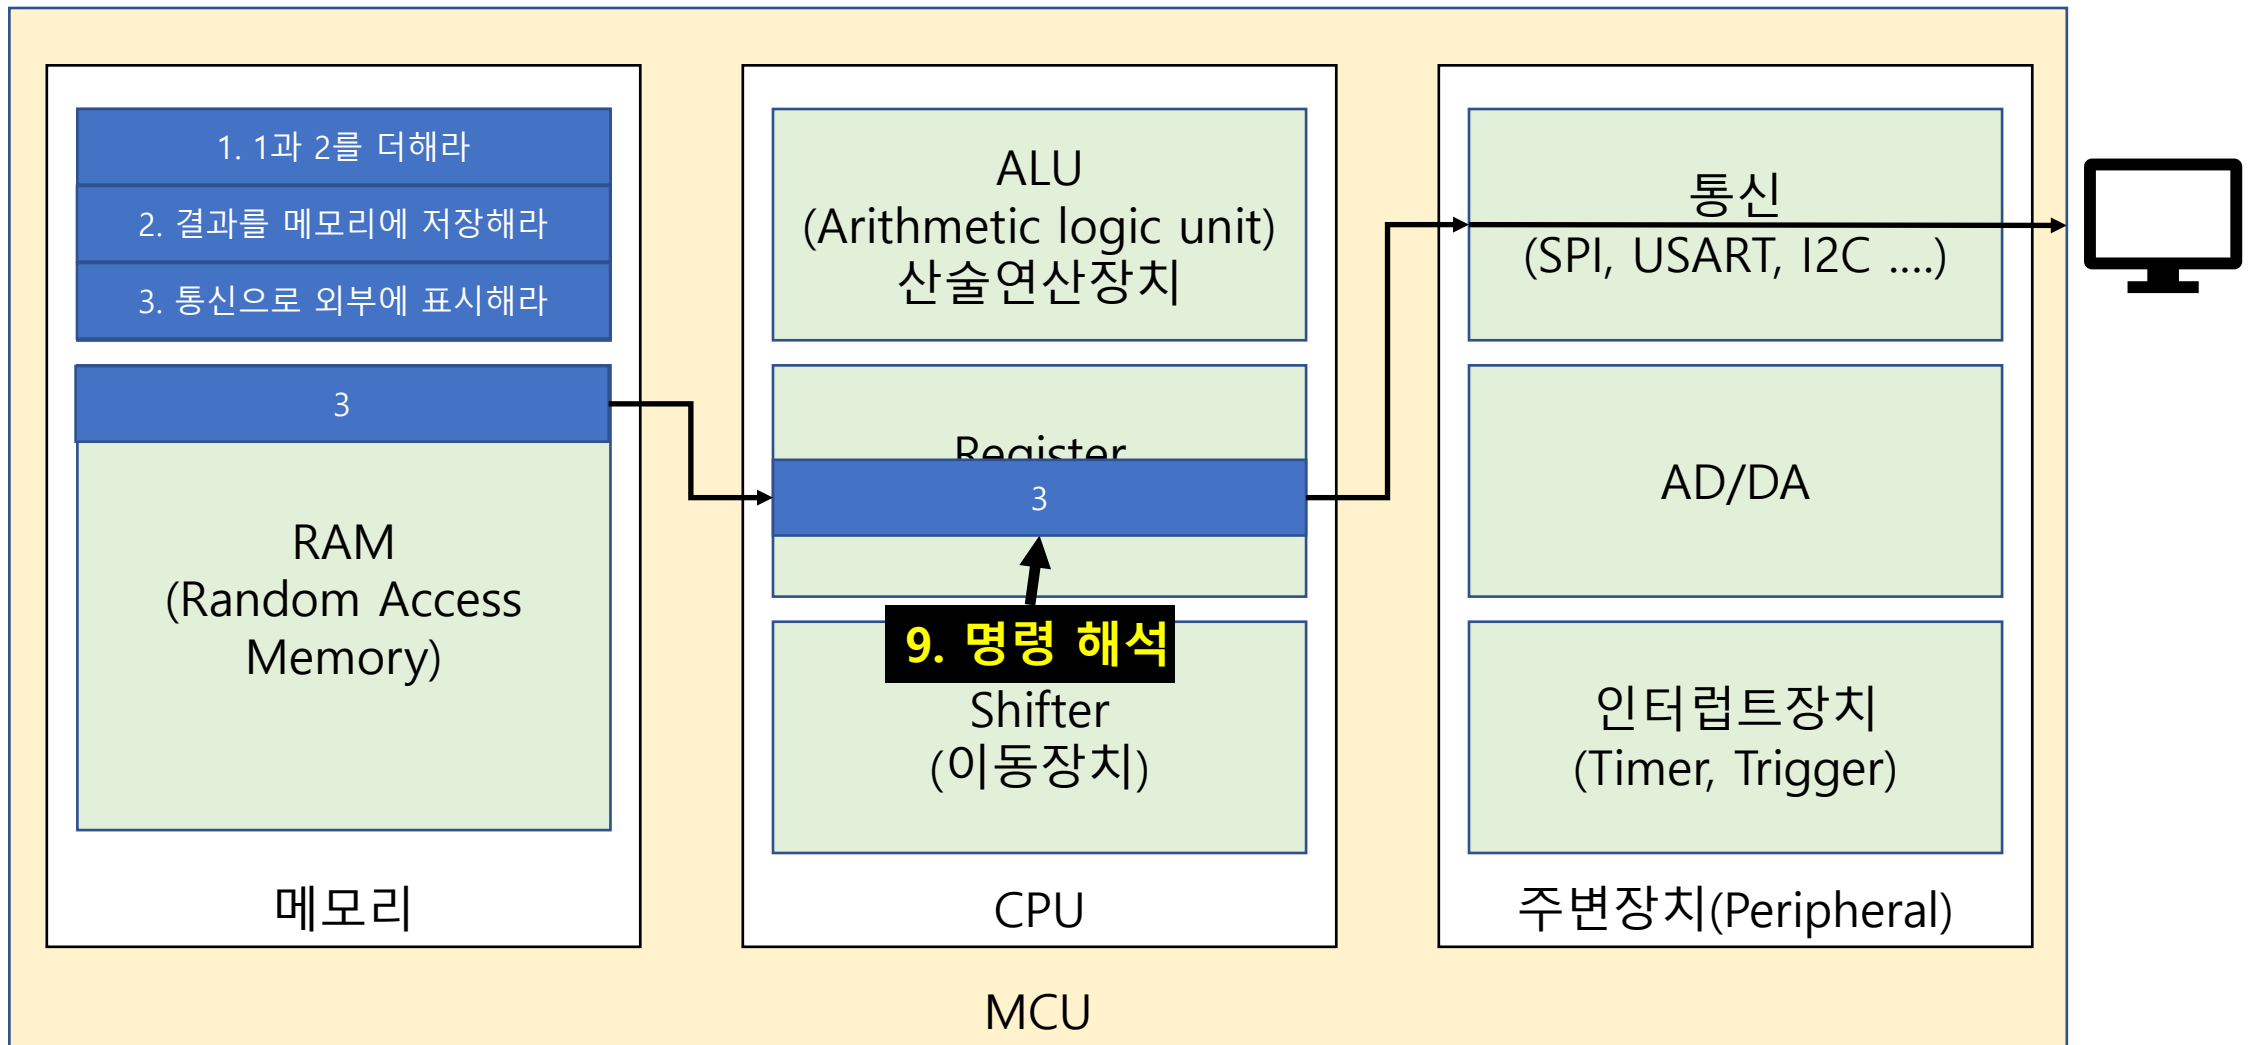 1. 1과 2를 더해라
2. 결과를 메모리에 저장해라
3. 통신으로 외부에 표시해라
3
RAM
(Random Access
Memory)
메모리
ALU
(Arithmetic logic unit)
산술연산장치
Register
3
9. 명령 해석
Shifter
(이동장치)
CPU
통신
(SPI, USART, I2C ....)
AD/DA
인터럽트장치
(Timer, Trigger)
주변장치(Peripheral)
MCU